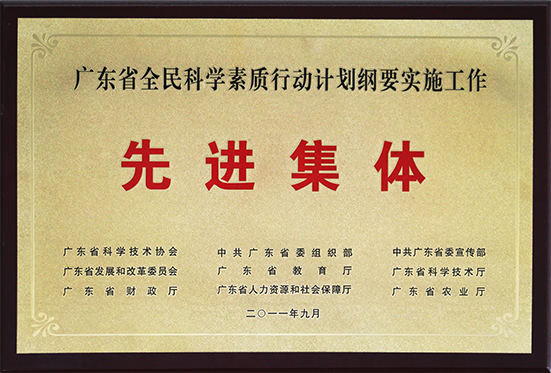 广东省全民科学素质行动计划纲要实施工作
先进集体
广东省科学技术协会 中共广东省委组织部 中共广东省委宣传部
广东省发展和改革委员会 广东省教育厅 广东省科学技术厅
广东省财政厅 广东省人力资源和社会保障厅 广东省农业厅
二〇一一年九月